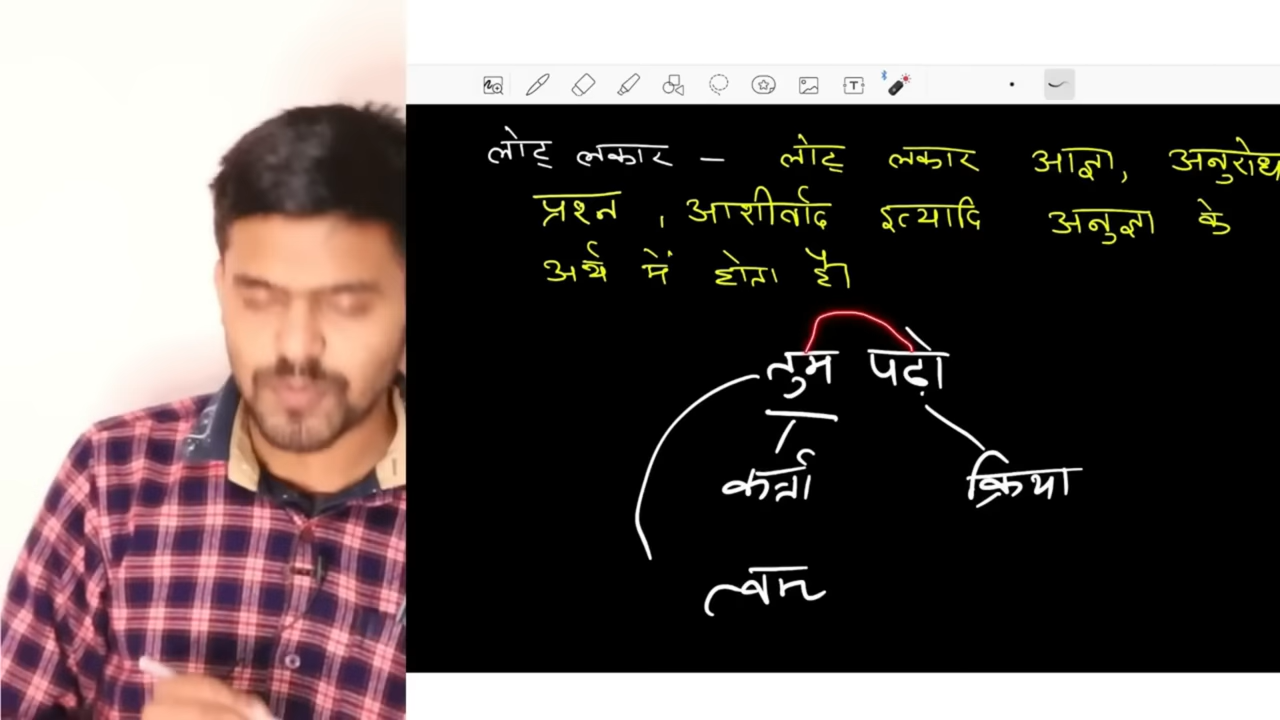 लोट् लकार - लोट् लकार आज्ञा, अनुरोध
प्रश्न, आशीर्वाद इत्यादि अनुज्ञा के
अर्थ में होता है।
तुम पढ़ो
कर्त्ता क्रिया
त्वम्